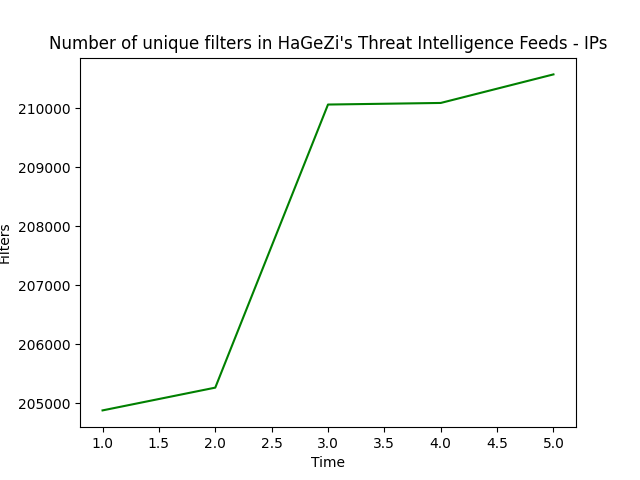 Number of unique filters in HaGeZi's Threat Intelligence Feeds - IPs
210000
209000
208000
207000
206000
205000
Filters
1.0 1.5 2.0 2.5 3.0 3.5 4.0 4.5 5.0
Time